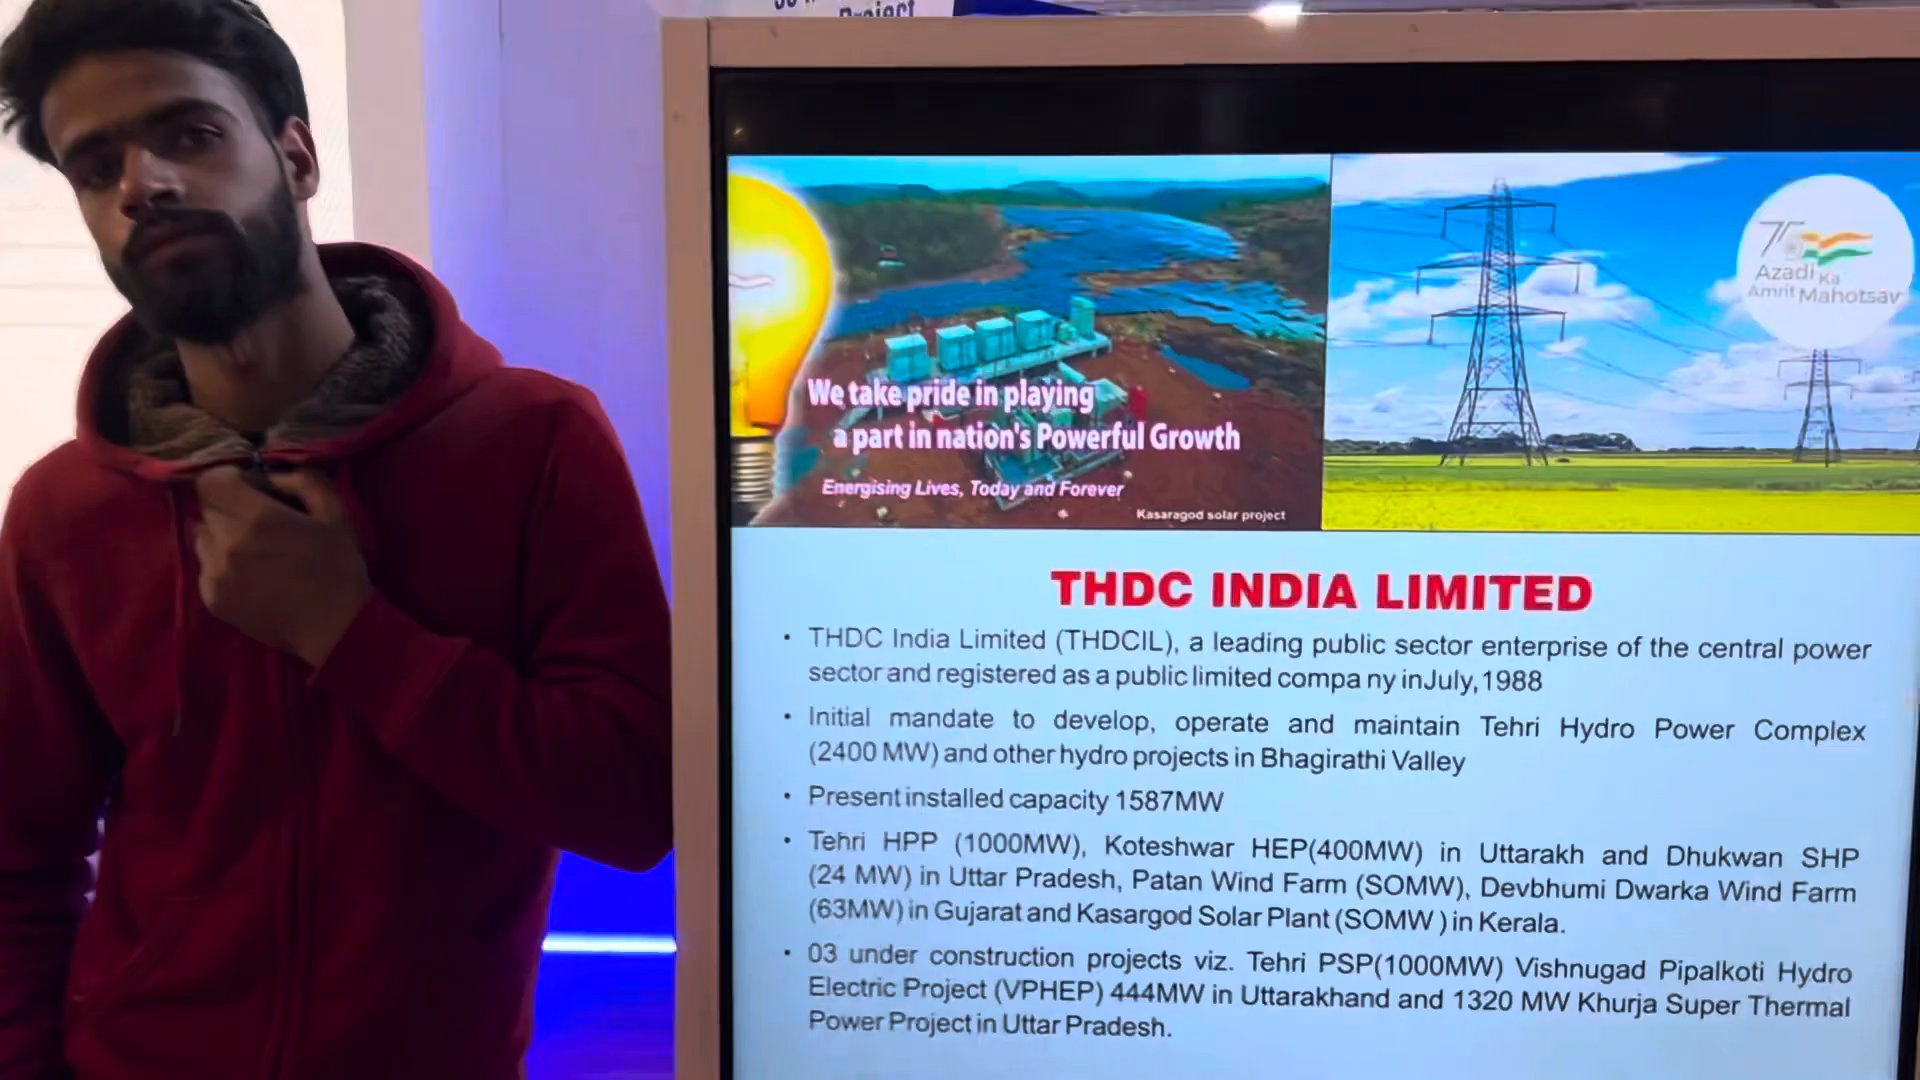 Project
75
Azadi Ka
Amrit Mahotsav
We take pride in playing
a part in nation's Powerful Growth
Energising Lives, Today and Forever
Kasaragod solar project
THDC INDIA LIMITED
• THDC India Limited (THDCIL), a leading public sector enterprise of the central power
sector and registered as a public limited compa ny inJuly,1988
• Initial mandate to develop, operate and maintain Tehri Hydro Power Complex
(2400 MW) and other hydro projects in Bhagirathi Valley
• Present installed capacity 1587MW
• Tehri HPP (1000MW), Koteshwar HEP(400MW) in Uttarakh and Dhukwan SHP
(24 MW) in Uttar Pradesh, Patan Wind Farm (SOMW), Devbhumi Dwarka Wind Farm
(63MW) in Gujarat and Kasargod Solar Plant (SOMW ) in Kerala.
• 03 under construction projects viz. Tehri PSP(1000MW) Vishnugad Pipalkoti Hydro
Electric Project (VPHEP) 444MW in Uttarakhand and 1320 MW Khurja Super Thermal
Power Project in Uttar Pradesh.